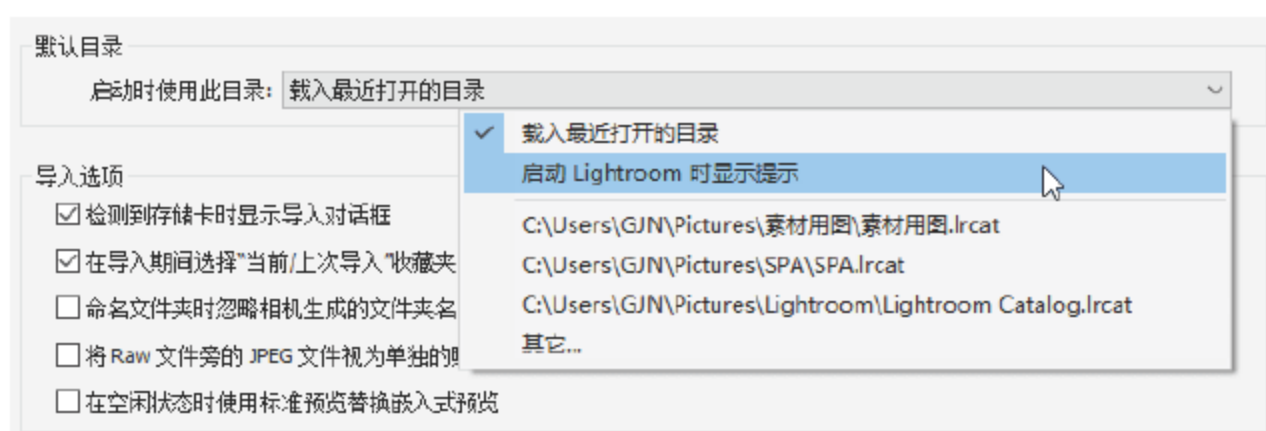 默认目录
启动时使用此目录: 载入最近打开的目录
载入最近打开的目录
启动 Lightroom 时显示提示
C:\Users\GJN\Pictures\素材用图\素材用图.lrcat
C:\Users\GJN\Pictures\SPA\SPA.lrcat
C:\Users\GJN\Pictures\Lightroom\Lightroom Catalog.lrcat
其它...
导入选项
检测到存储卡时显示导入对话框
在导入期间选择"当前/上次导入"收藏夹
命名文件夹时忽略相机生成的文件夹名
将 Raw 文件旁的 JPEG 文件视为单独的
在空闲状态时使用标准预览替换嵌入式预览